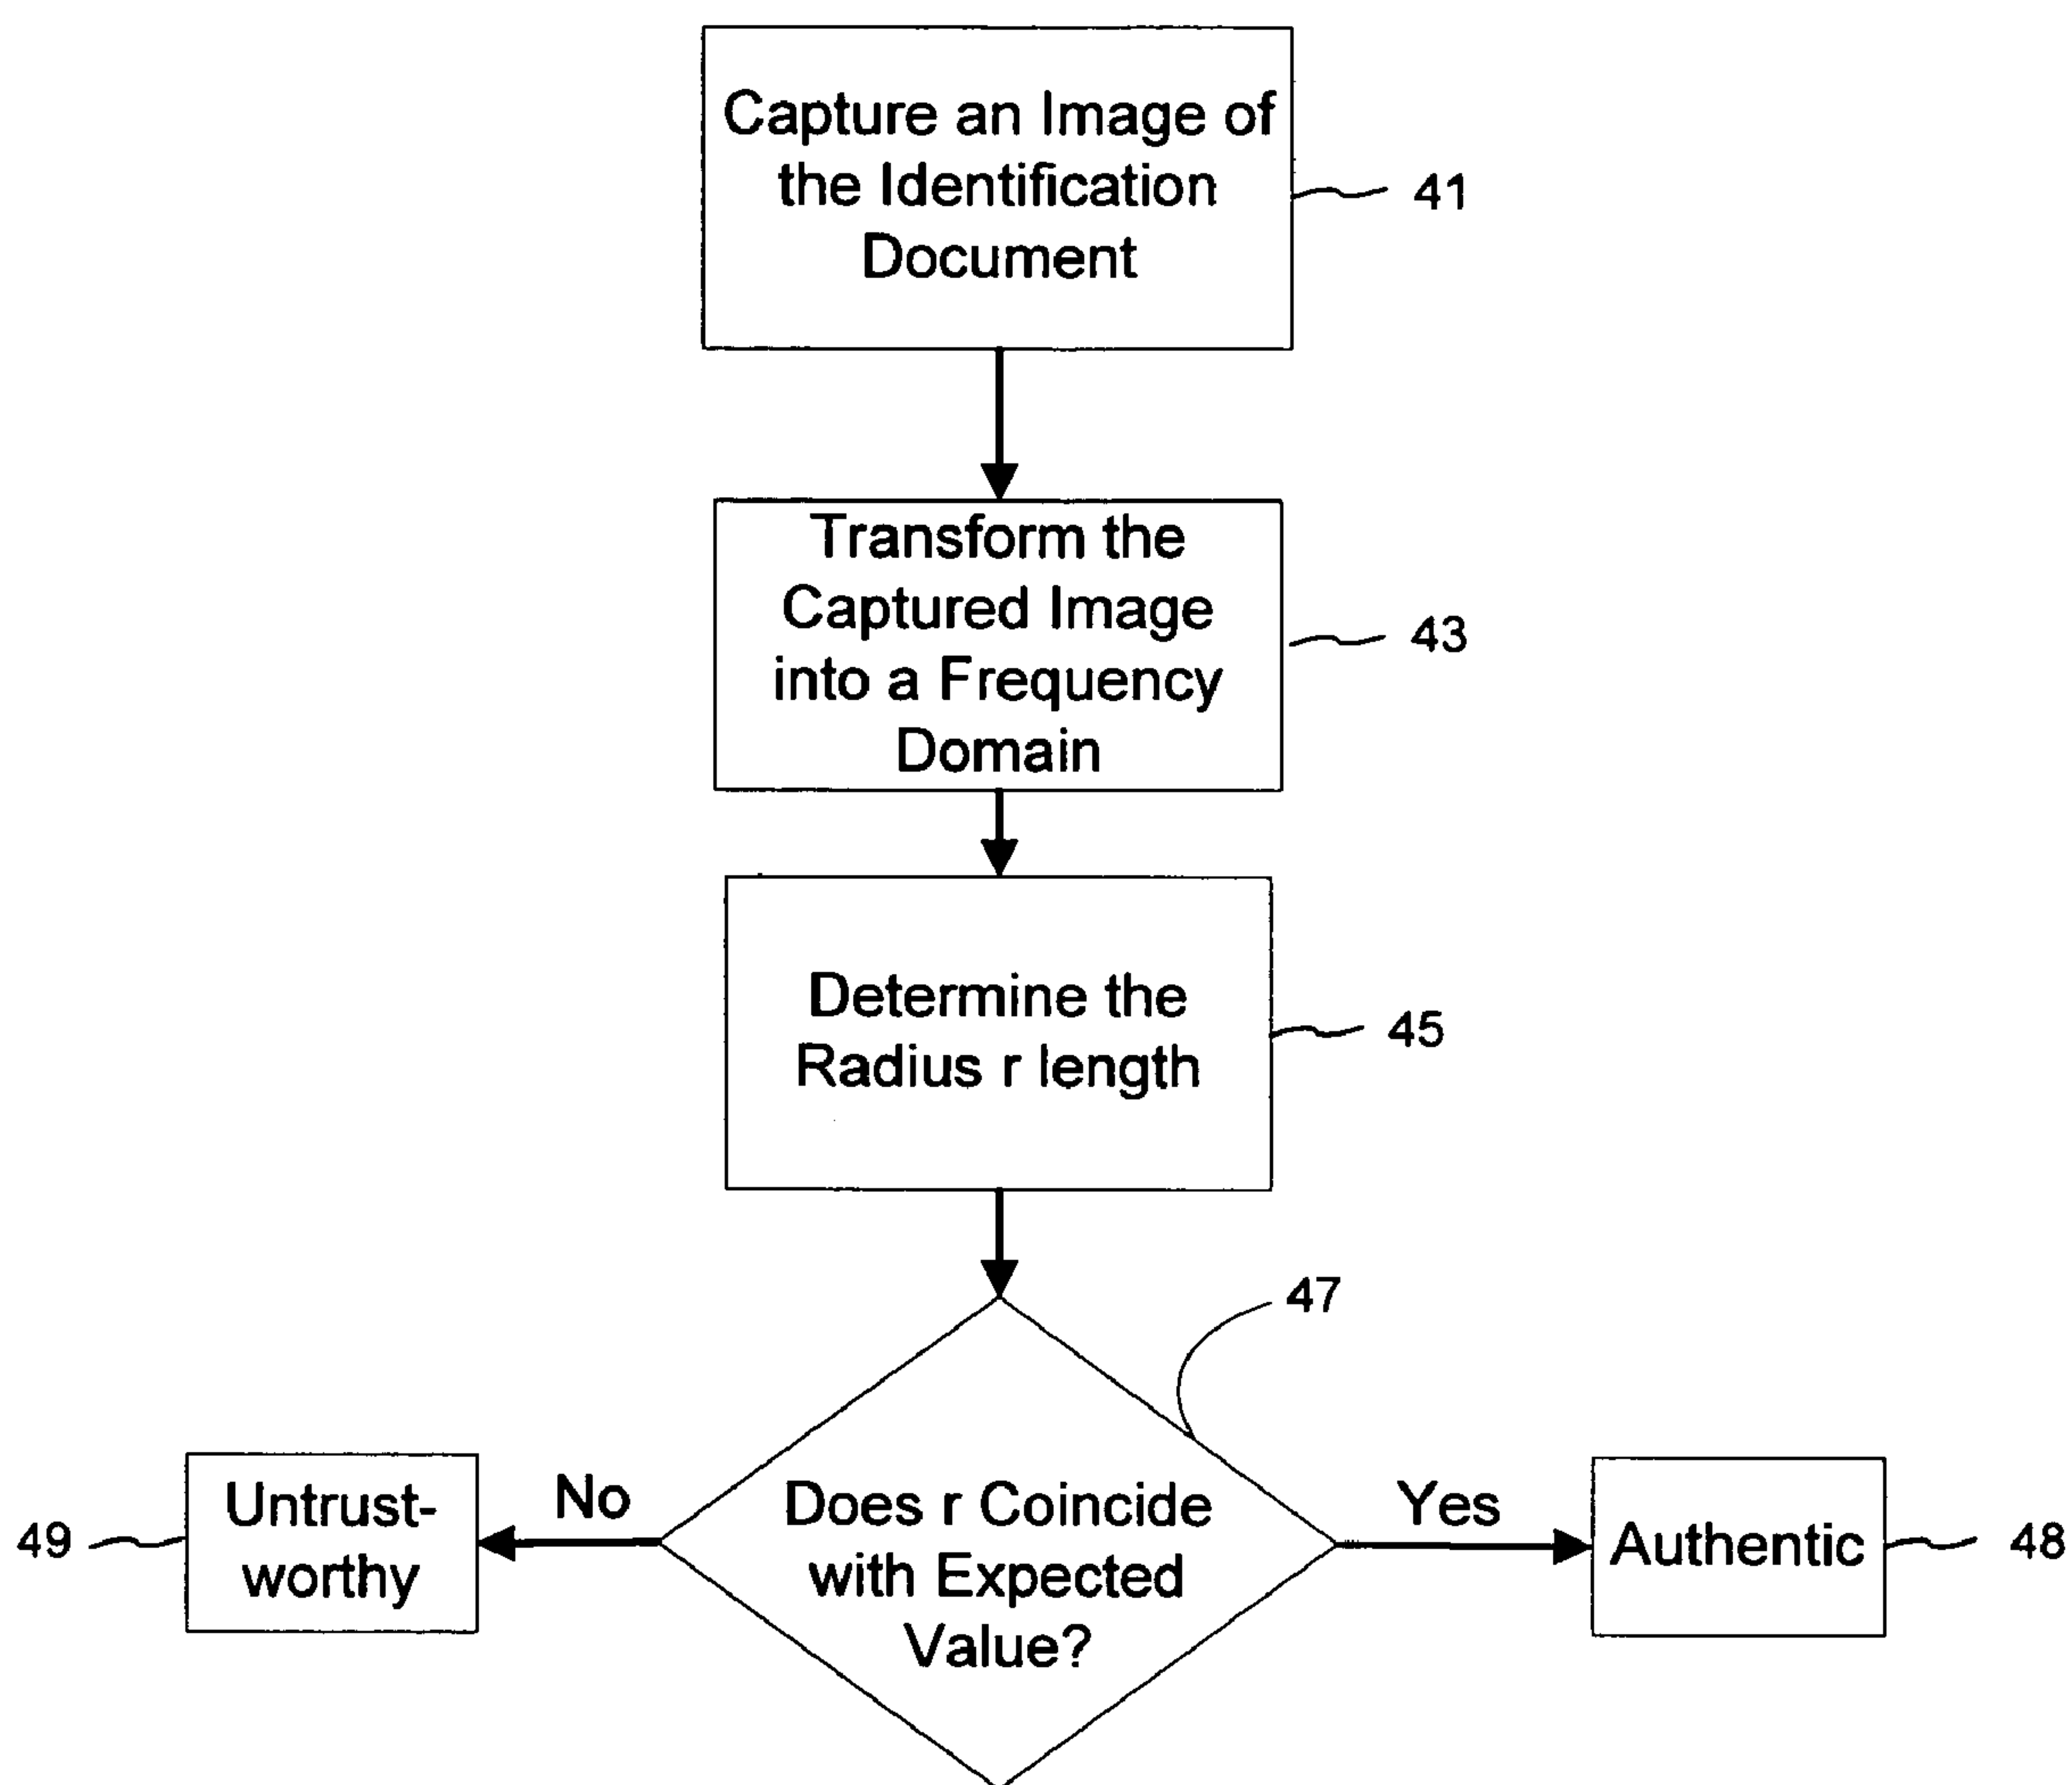 Capture an Image of
the Identification
Document
41
Transform the
Captured Image
into a Frequency
Domain
43
Determine the
Radius r length
45
47
Does r Coincide
with Expected
Value?
No
Untrust-
worthy
49
Yes
Authentic
48